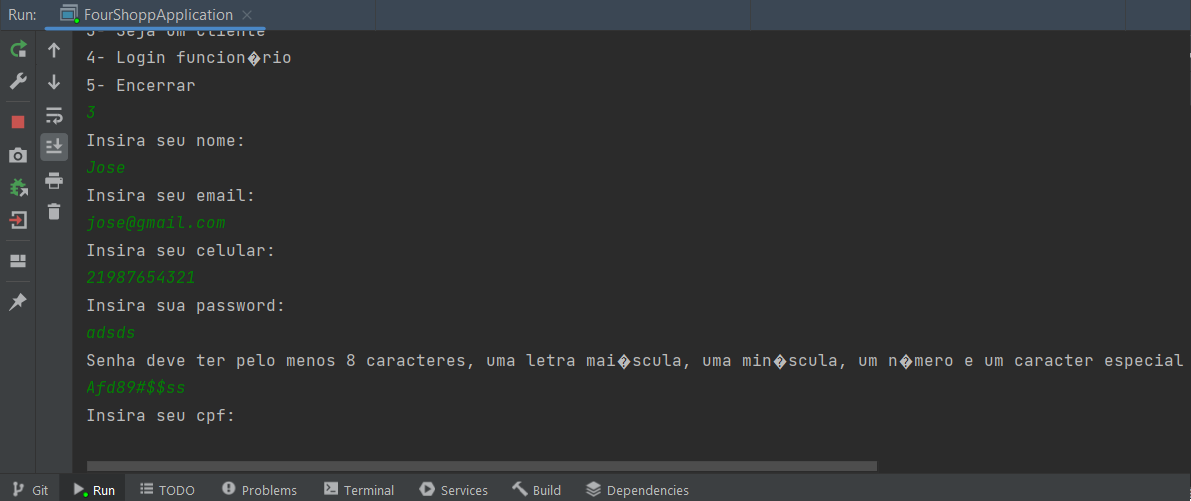 Run: FourShoppApplication
3- Seja um cliente
4- Login funcion�rio
5- Encerrar
3
Insira seu nome:
Jose
Insira seu email:
jose@gmail.com
Insira seu celular:
21987654321
Insira sua password:
adsds
Senha deve ter pelo menos 8 caracteres, uma letra mai�scula, uma min�scula, um n�mero e um caracter especial
Afd89#$$ss
Insira seu cpf:
Git Run TODO Problems Terminal Services Build Dependencies